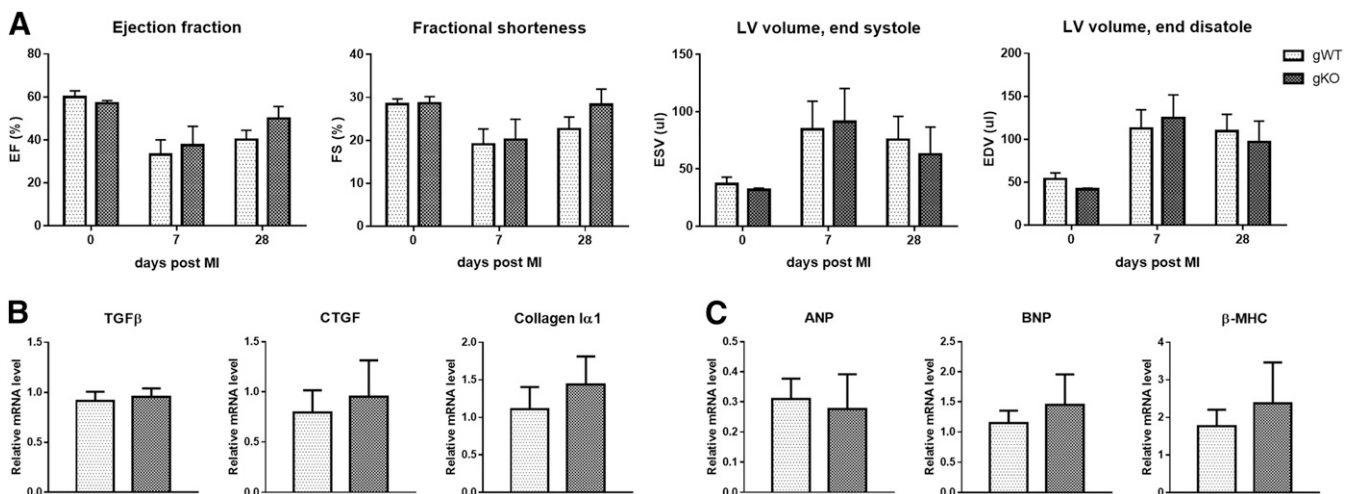 A
Ejection fraction
EF (%)
80
60
40
20
0
0 7 28
days post MI
Fractional shorteness
FS (%)
40
30
20
10
0
0 7 28
days post MI
LV volume, end systole
ESV (ul)
150
100
50
0
0 7 28
days post MI
LV volume, end disatole
EDV (ul)
200
150
100
50
0
0 7 28
days post MI
gWT
gKO
B
TGFβ
Relative mRNA level
1.5
1.0
0.5
0.0
CTGF
Relative mRNA level
1.5
1.0
0.5
0.0
Collagen Iα1
Relative mRNA level
2.0
1.5
1.0
0.5
0.0
C
ANP
Relative mRNA level
0.5
0.4
0.3
0.2
0.1
0.0
BNP
Relative mRNA level
2.5
2.0
1.5
1.0
0.5
0.0
β-MHC
Relative mRNA level
4
3
2
1
0